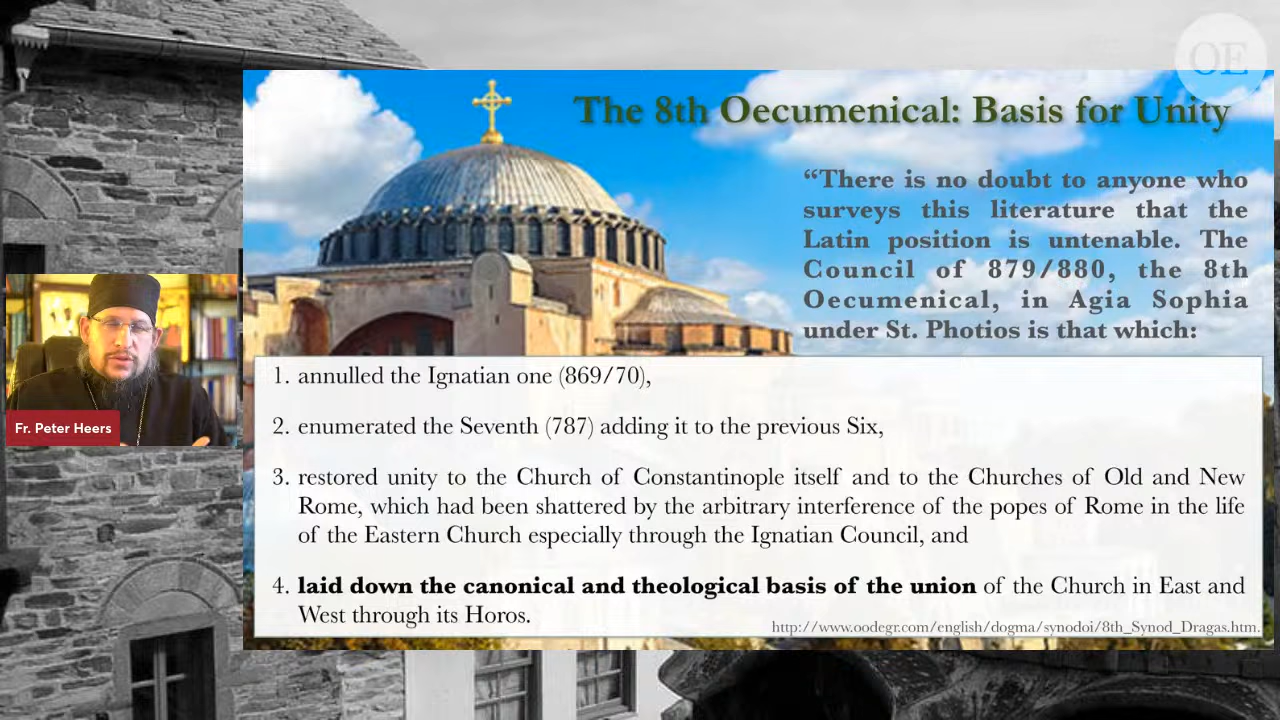 OE
The 8th Oecumenical: Basis for Unity
“There is no doubt to anyone who
surveys this literature that the
Latin position is untenable. The
Council of 879/880, the 8th
Oecumenical, in Agia Sophia
under St. Photios is that which:
1. annulled the Ignatian one (869/70),
2. enumerated the Seventh (787) adding it to the previous Six,
3. restored unity to the Church of Constantinople itself and to the Churches of Old and New
Rome, which had been shattered by the arbitrary interference of the popes of Rome in the life
of the Eastern Church especially through the Ignatian Council, and
4. laid down the canonical and theological basis of the union of the Church in East and
West through its Horos.
http://www.oodegr.com/english/dogma/synodoi/8th_Synod_Dragas.htm.
Fr. Peter Heers